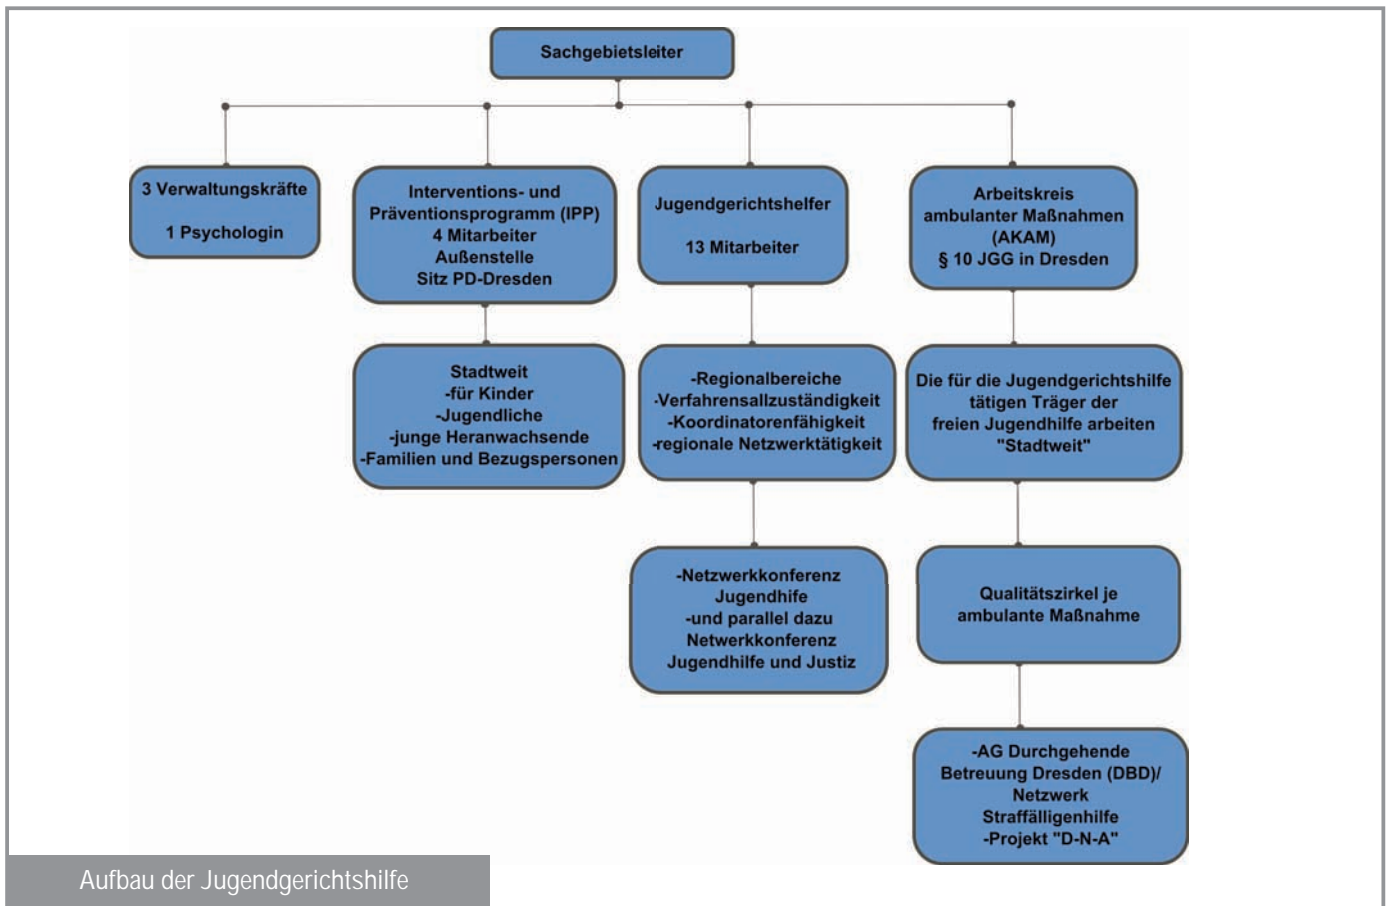 Sachgebietsleiter
3 Verwaltungskräfte
1 Psychologin
Interventions- und
Präventionsprogramm (IPP)
4 Mitarbeiter
Außenstelle
Sitz PD-Dresden
Jugendgerichtshelfer
13 Mitarbeiter
Arbeitskreis
ambulanter Maßnahmen
(AKAM)
§ 10 JGG in Dresden
Stadtweit
-für Kinder
-Jugendliche
-junge Heranwachsende
-Familien und Bezugspersonen
-Regionalbereiche
-Verfahrensallzuständigkeit
-Koordinatorenfähigkeit
-regionale Netzwerktätigkeit
Die für die Jugendgerichtshilfe
tätigen Träger der
freien Jugendhilfe arbeiten
"Stadtweit"
-Netzwerkkonferenz
Jugendhife
-und parallel dazu
Netwerkkonferenz
Jugendhilfe und Justiz
Qualitätszirkel je
ambulante Maßnahme
-AG Durchgehende
Betreuung Dresden (DBD)/
Netzwerk
Straffälligenhilfe
-Projekt "D-N-A"
Aufbau der Jugendgerichtshilfe